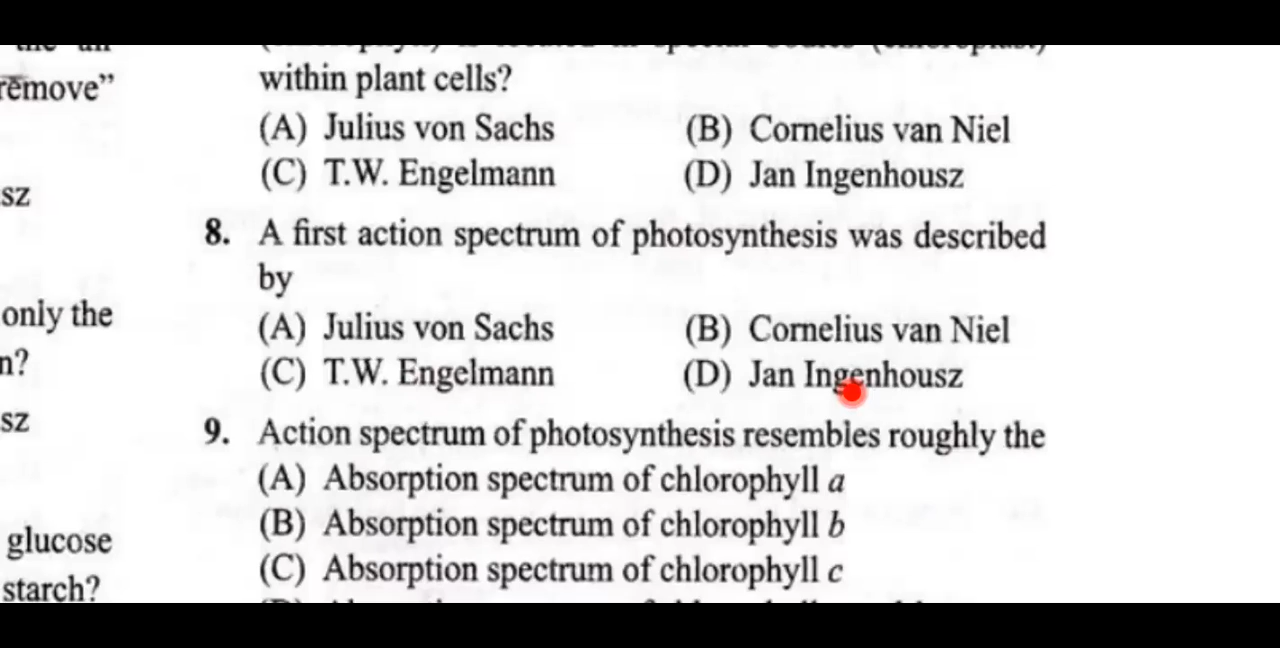 remove”
sz
only the
n?
sz
glucose
starch?
within plant cells?
(A) Julius von Sachs (B) Cornelius van Niel
(C) T.W. Engelmann (D) Jan Ingenhousz
8. A first action spectrum of photosynthesis was described
by
(A) Julius von Sachs (B) Cornelius van Niel
(C) T.W. Engelmann (D) Jan Ingenhousz
9. Action spectrum of photosynthesis resembles roughly the
(A) Absorption spectrum of chlorophyll a
(B) Absorption spectrum of chlorophyll b
(C) Absorption spectrum of chlorophyll c